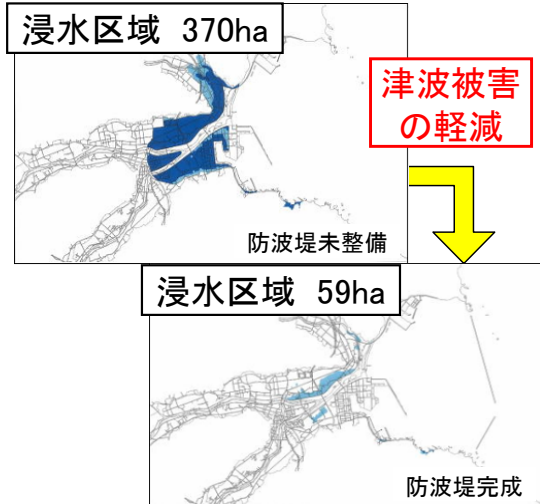 浸水区域 370ha
津波被害
の軽減
防波堤未整備
浸水区域 59ha
防波堤完成